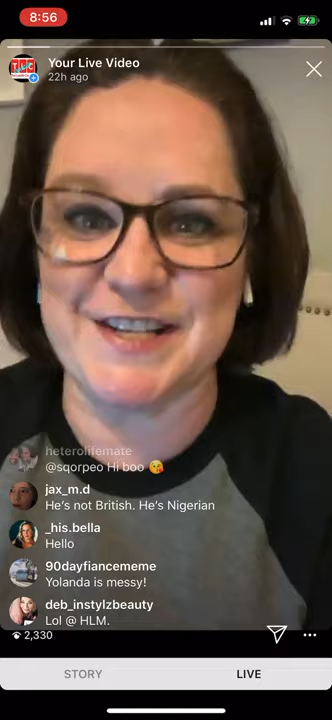 8:56
Your Live Video
22h ago
heterolifemate
@sqorpeo Hi boo 😘
jax_m.d
He's not British. He's Nigerian
_his.bella
Hello
90dayfiancememe
Yolanda is messy!
deb_instylzbeauty
Lol @ HLM.
2,330
STORY LIVE